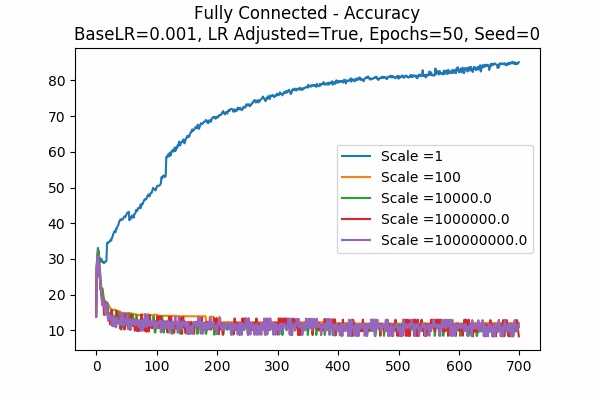 Fully Connected - Accuracy
BaseLR=0.001, LR Adjusted=True, Epochs=50, Seed=0
80
70
60
50
40
30
20
10
Scale =1
Scale =100
Scale =10000.0
Scale =1000000.0
Scale =100000000.0
0
100
200
300
400
500
600
700